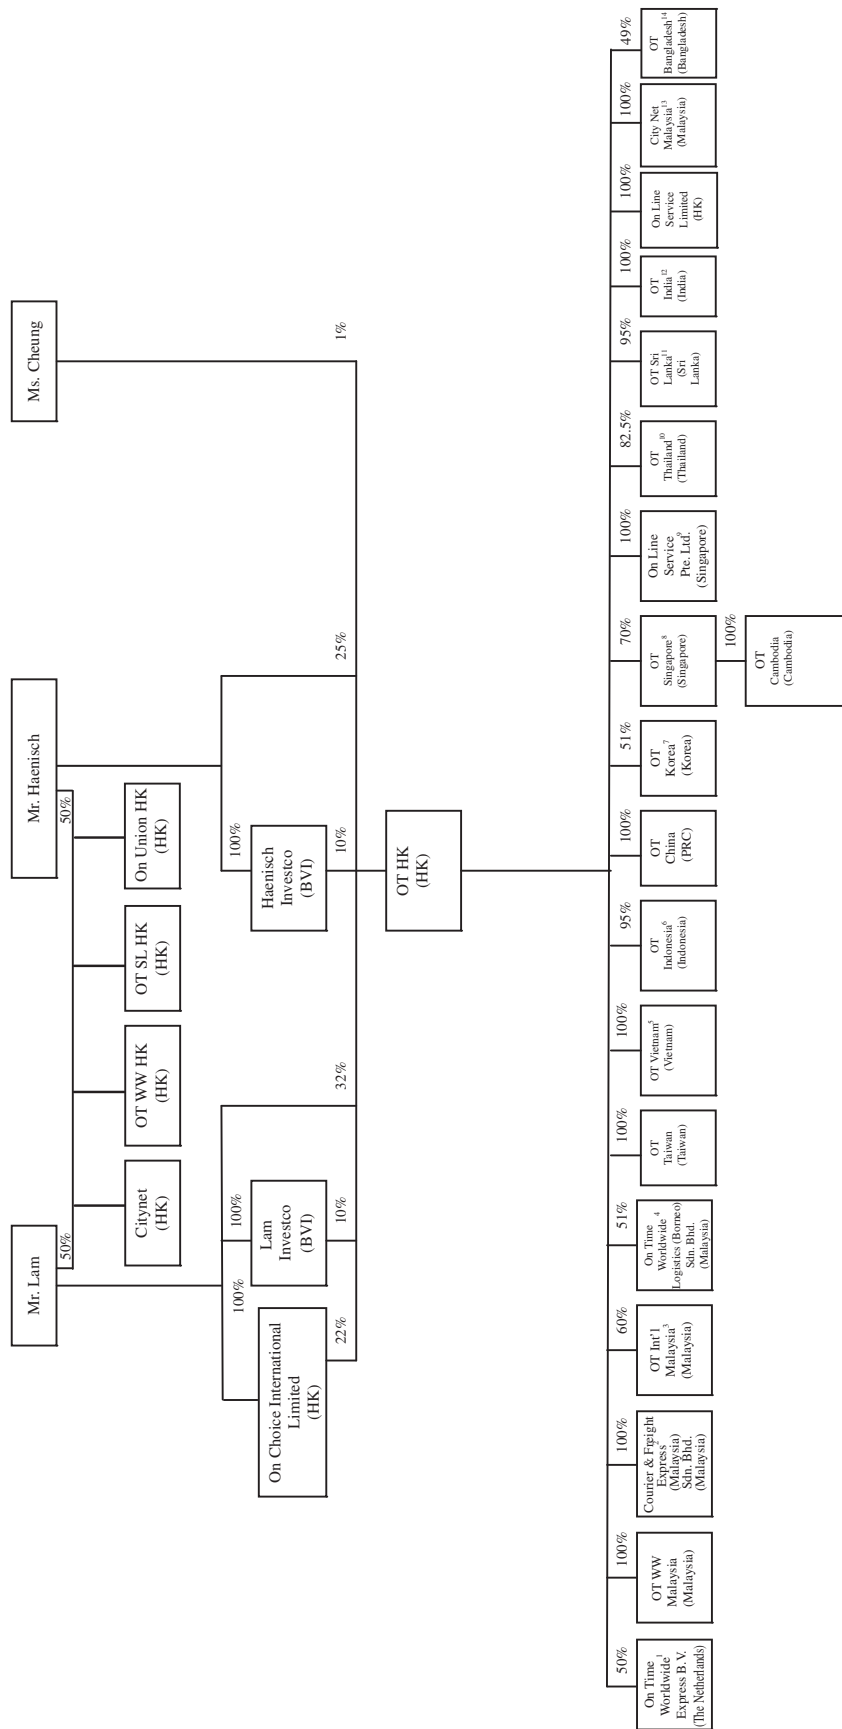 Mr. Lam
Mr. Haenisch
Ms. Cheung
50%
50%
Citynet
(HK)
OT WW HK
(HK)
OT SL HK
(HK)
On Union HK
(HK)
100%
100%
100%
On Choice International
Limited
(HK)
Lam
Investco
(BVI)
Haenisch
Investco
(BVI)
22%
10%
32%
10%
25%
1%
OT HK
(HK)
50%
100%
100%
60%
51%
100%
100%
95%
100%
51%
70%
100%
82.5%
95%
100%
100%
100%
49%
On Time
Worldwide1
Express B.V.
(The Netherlands)
OT WW
Malaysia
(Malaysia)
Courier & Freight
Express2
(Malaysia)
Sdn. Bhd.
(Malaysia)
OT Int'l
Malaysia3
(Malaysia)
On Time
Worldwide 4
Logistics (Borneo)
Sdn. Bhd.
(Malaysia)
OT
Taiwan
(Taiwan)
OT Vietnam5
(Vietnam)
OT
Indonesia6
(Indonesia)
OT
China
(PRC)
OT
Korea7
(Korea)
OT
Singapore8
(Singapore)
On Line
Service
Pte. Ltd.9
(Singapore)
OT
Thailand10
(Thailand)
OT Sri
Lanka11
(Sri
Lanka)
OT
India12
(India)
On Line
Service
Limited
(HK)
City Net
Malaysia13
(Malaysia)
OT
Bangladesh14
(Bangladesh)
100%
OT
Cambodia
(Cambodia)